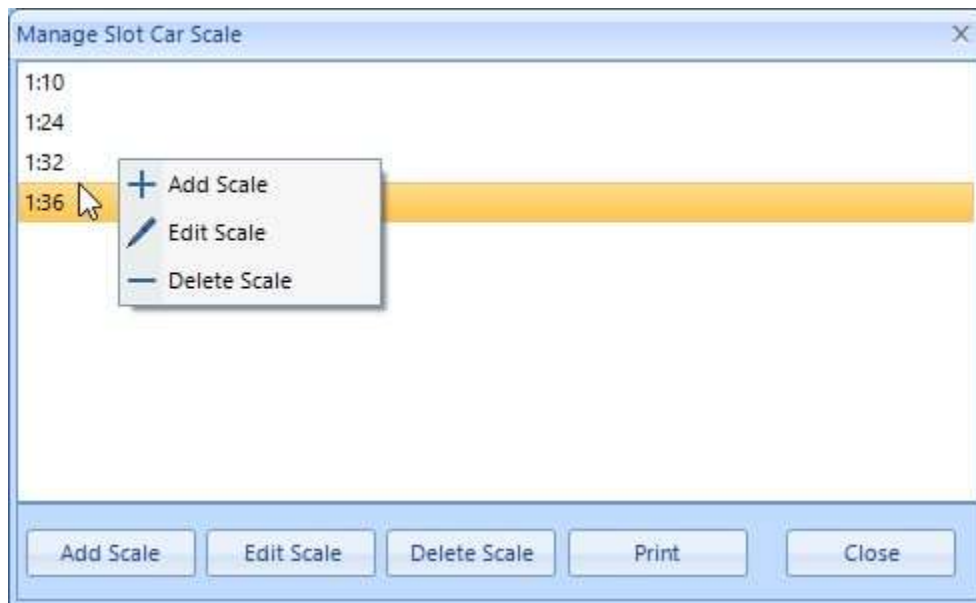 Manage Slot Car Scale
1:10
1:24
1:32
1:36
Add Scale
Edit Scale
Delete Scale
Add Scale Edit Scale Delete Scale Print Close